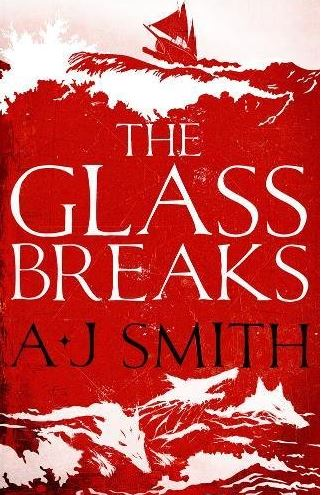 THE
GLASS
BREAKS
A·J SMITH